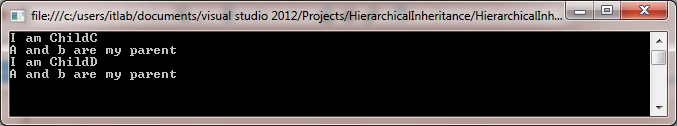 file:///c:/users/itlab/documents/visual studio 2012/Projects/HierarchicalInheritance/HierarchicalInh...
I am ChildC
A and b are my parent
I am ChildD
A and b are my parent